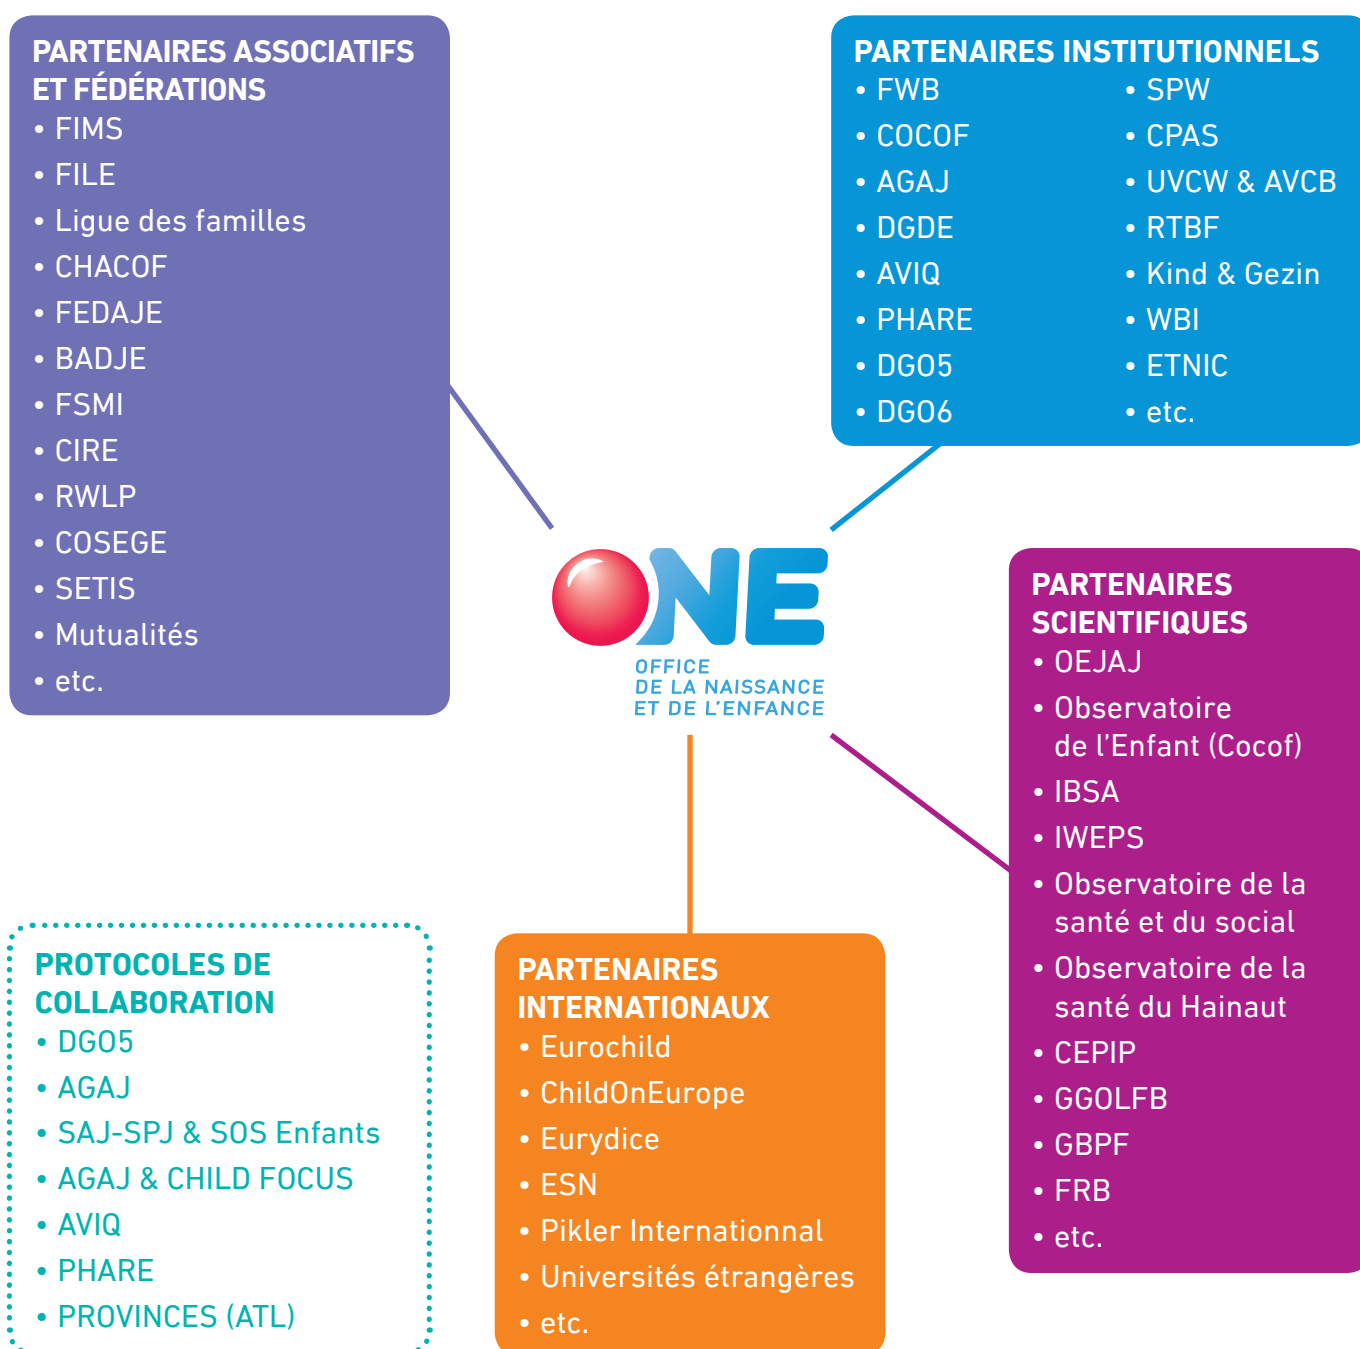 PARTENAIRES ASSOCIATIFS
ET FÉDÉRATIONS
• FIMS
• FILE
• Ligue des familles
• CHACOF
• FEDAJE
• BADJE
• FSMI
• CIRE
• RWLP
• COSEGE
• SETIS
• Mutualités
• etc.
PARTENAIRES INSTITUTIONNELS
• FWB
• COCOF
• AGAJ
• DGDE
• AVIQ
• PHARE
• DGO5
• DGO6
• SPW
• CPAS
• UVCW & AVCB
• RTBF
• Kind & Gezin
• WBI
• ETNIC
• etc.
ONE
OFFICE
DE LA NAISSANCE
ET DE L'ENFANCE
PARTENAIRES
SCIENTIFIQUES
• OEJAJ
• Observatoire
de l'Enfant (Cocof)
• IBSA
• IWEPS
• Observatoire de la
santé et du social
• Observatoire de la
santé du Hainaut
• CEPIP
• GGOLFB
• GBPF
• FRB
• etc.
PROTOCOLES DE
COLLABORATION
• DGO5
• AGAJ
• SAJ-SPJ & SOS Enfants
• AGAJ & CHILD FOCUS
• AVIQ
• PHARE
• PROVINCES (ATL)
PARTENAIRES
INTERNATIONAUX
• Eurochild
• ChildOnEurope
• Eurydice
• ESN
• Pikler Internationnal
• Universités étrangères
• etc.